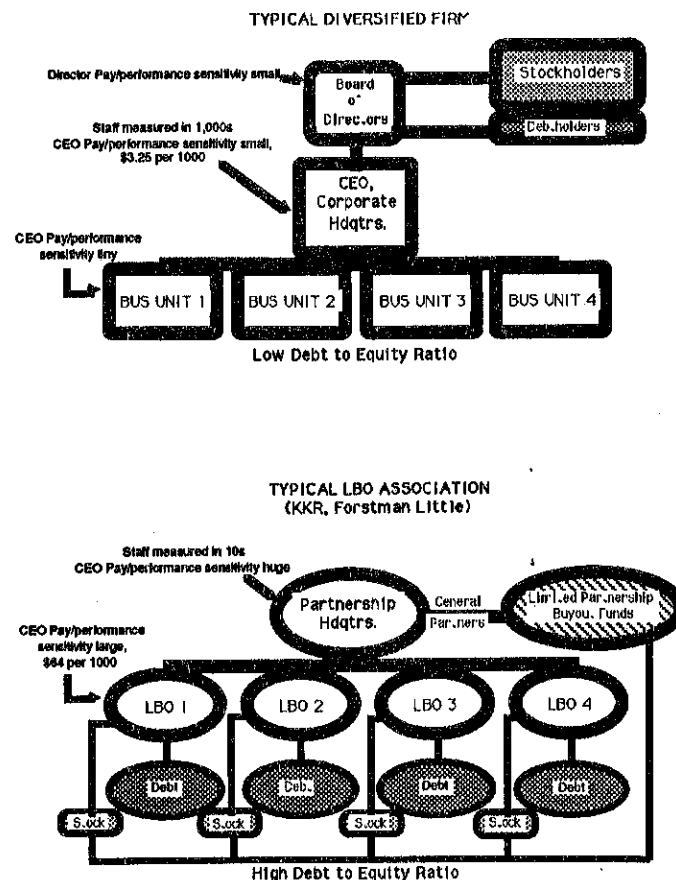 TYPICAL DIVERSIFIED FIRM
Director Pay/performance sensitivity small
Board
of
Directors
Stockholders
Debtholders
Staff measured in 1,000s
CEO Pay/performance sensitivity small,
$3.25 per 1000
CEO,
Corporate
Hdqtrs.
CEO Pay/performance
sensitivity tiny
BUS UNIT 1
BUS UNIT 2
BUS UNIT 3
BUS UNIT 4
Low Debt to Equity Ratio
TYPICAL LBO ASSOCIATION
(KKR, Forstman Little)
Staff measured in 10s
CEO Pay/performance sensitivity huge
Partnership
Hdqtrs.
General
Partners
Limited Partnership
Buyout Funds
CEO Pay/performance
sensitivity large,
$64 per 1000
LBO 1
LBO 2
LBO 3
LBO 4
Debt
Debt
Debt
Debt
Stock
Stock
Stock
Stock
High Debt to Equity Ratio